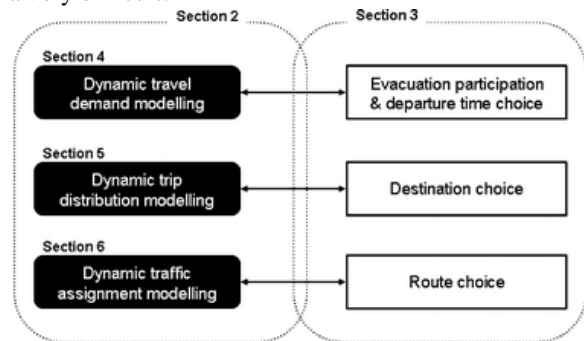 Section 2
Section 3
Section 4
Dynamic travel
demand modelling
Evacuation participation
& departure time choice
Section 5
Dynamic trip
distribution modelling
Destination choice
Section 6
Dynamic traffic
assignment modelling
Route choice